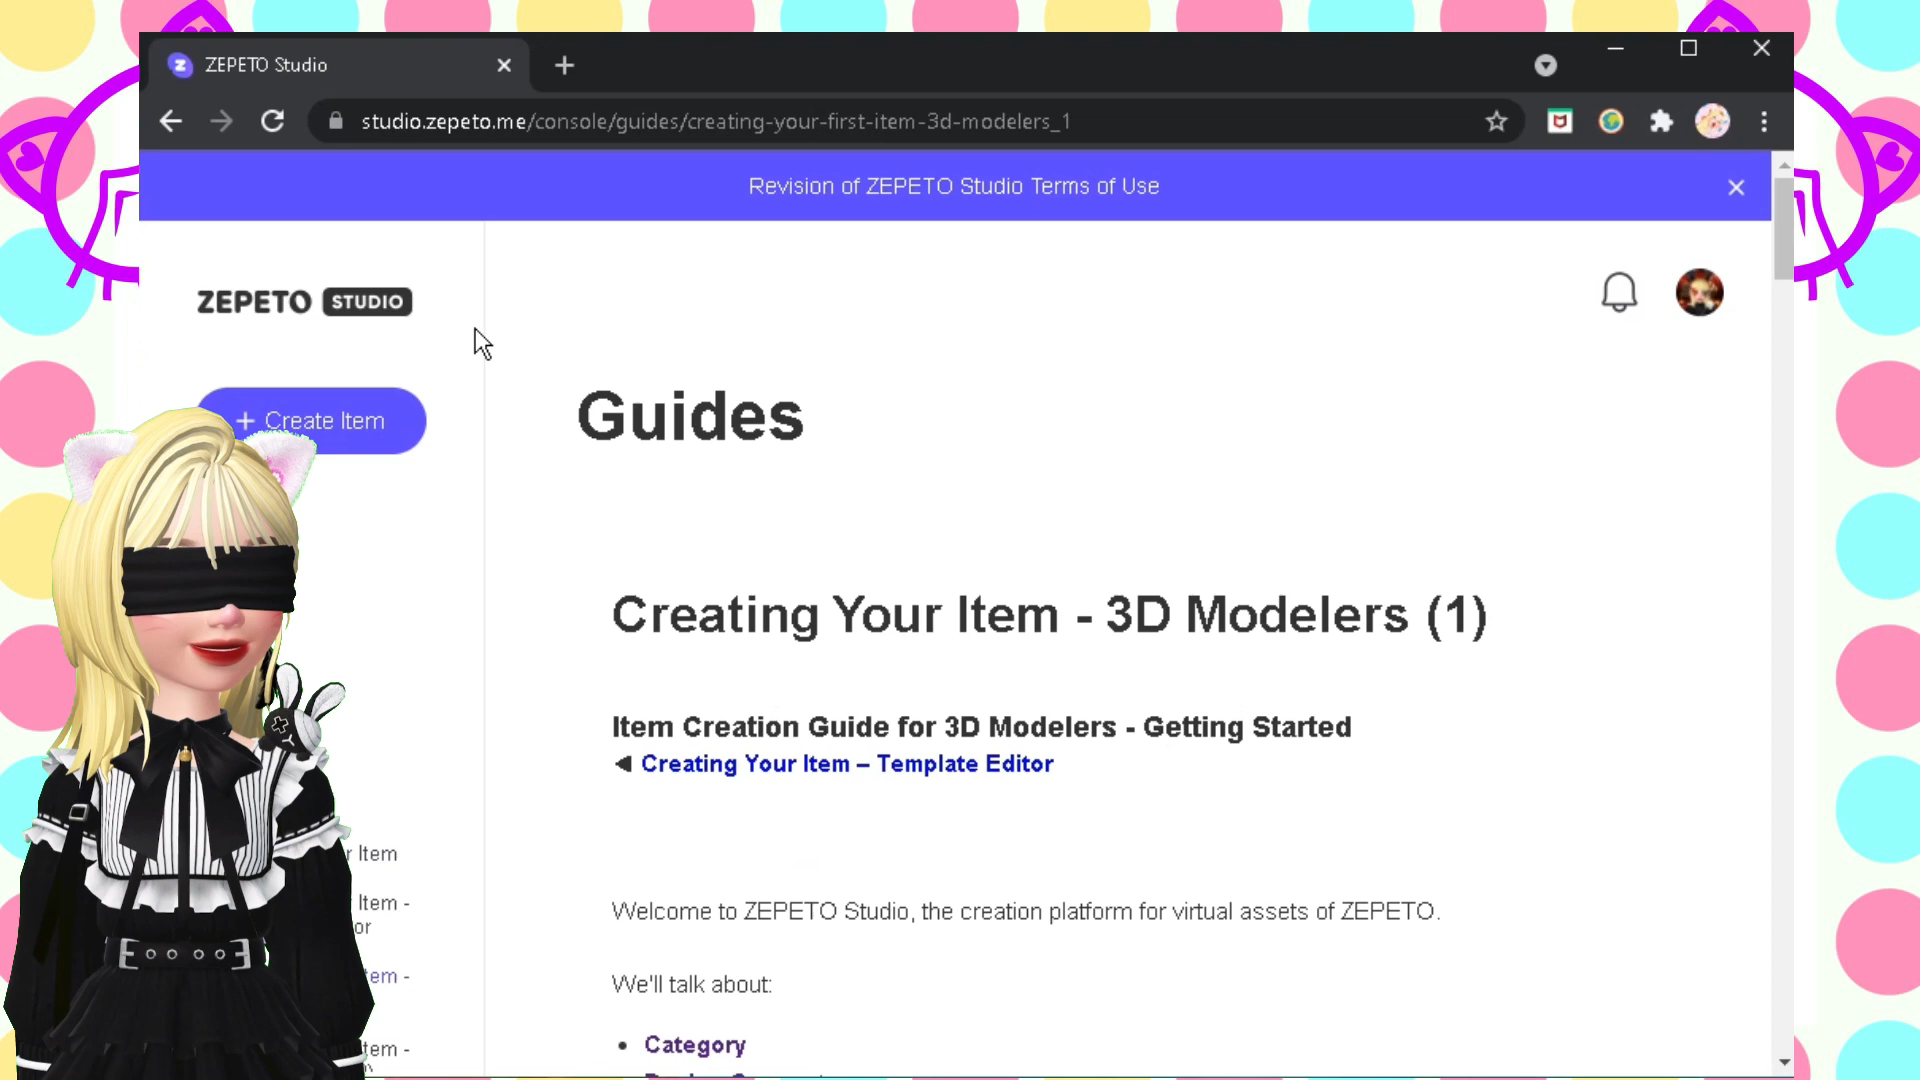 ZEPETO Studio
studio.zepeto.me/console/guides/creating-your-first-item-3d-modelers_1
Revision of ZEPETO Studio Terms of Use
ZEPETO STUDIO
+ Create Item
Guides
Creating Your Item - 3D Modelers (1)
Item Creation Guide for 3D Modelers - Getting Started
◀ Creating Your Item – Template Editor
Welcome to ZEPETO Studio, the creation platform for virtual assets of ZEPETO.
We'll talk about:
• Category
Item
Item -